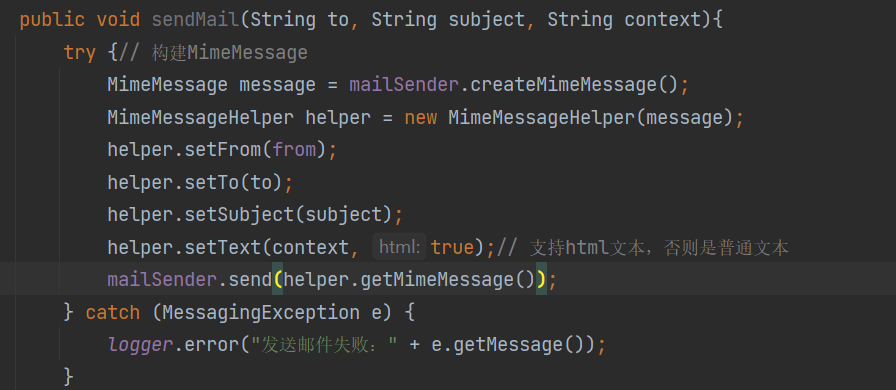 public void sendMail(String to, String subject, String context){
try {// 构建MimeMessage
MimeMessage message = mailSender.createMimeMessage();
MimeMessageHelper helper = new MimeMessageHelper(message);
helper.setFrom(from);
helper.setTo(to);
helper.setSubject(subject);
helper.setText(context, html: true);// 支持html文本，否则是普通文本
mailSender.send(helper.getMimeMessage());
} catch (MessagingException e) {
logger.error("发送邮件失败：" + e.getMessage());
}